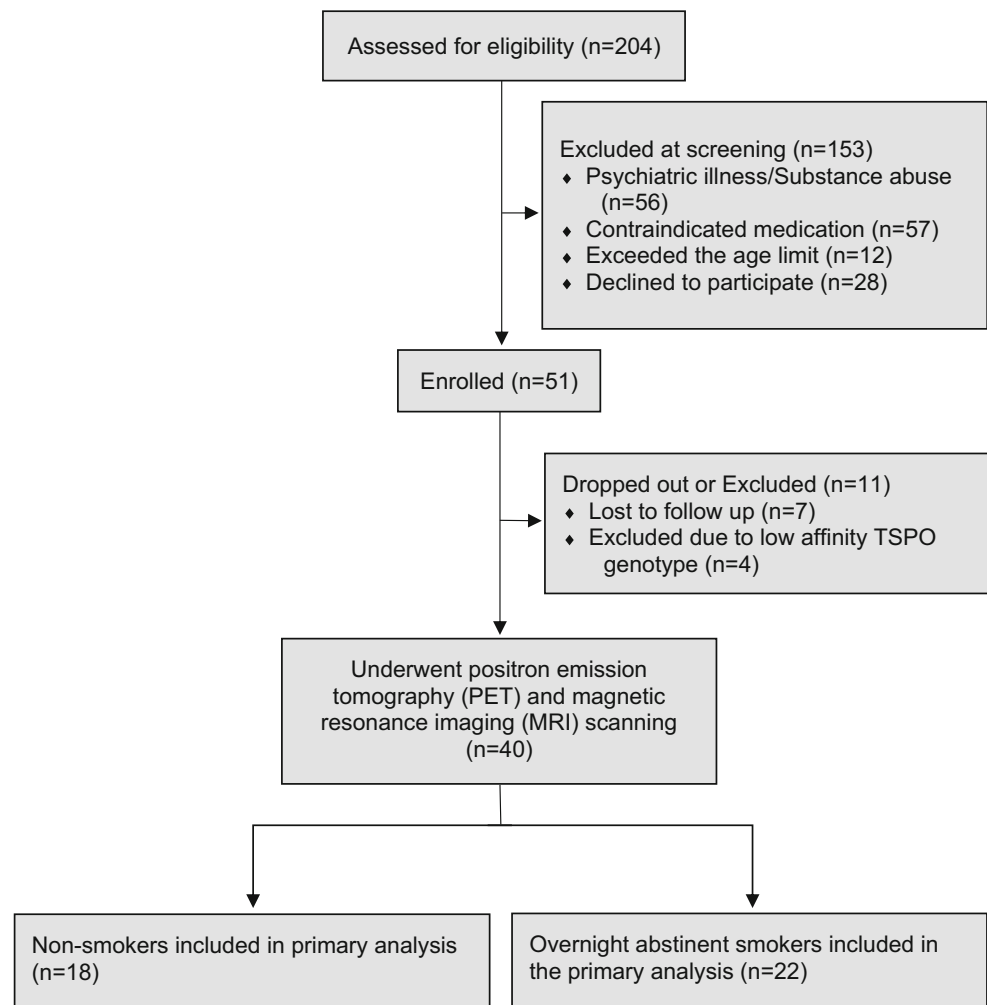 Assessed for eligibility (n=204)
Excluded at screening (n=153)
♦ Psychiatric illness/Substance abuse
(n=56)
♦ Contraindicated medication (n=57)
♦ Exceeded the age limit (n=12)
♦ Declined to participate (n=28)
Enrolled (n=51)
Dropped out or Excluded (n=11)
♦ Lost to follow up (n=7)
♦ Excluded due to low affinity TSPO
genotype (n=4)
Underwent positron emission
tomography (PET) and magnetic
resonance imaging (MRI) scanning
(n=40)
Non-smokers included in primary analysis
(n=18)
Overnight abstinent smokers included in
the primary analysis (n=22)